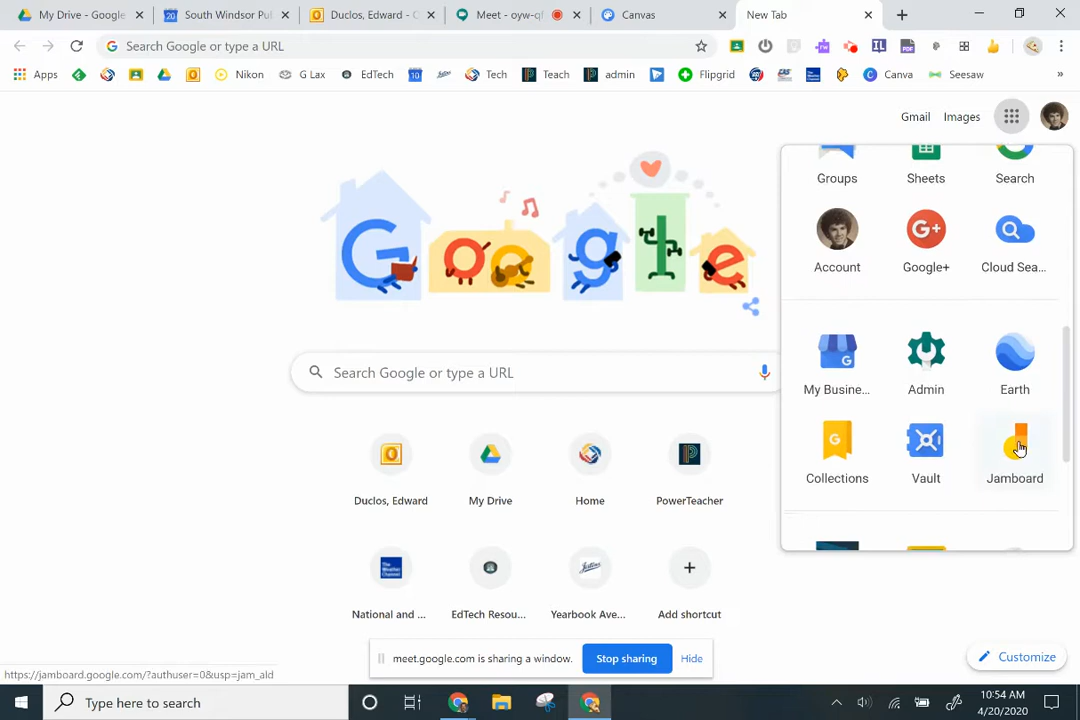 My Drive - Google
South Windsor Pu
Duclos, Edward - C
Meet - oyw-q
Canvas
New Tab
Search Google or type a URL
Apps
Nikon
G Lax
EdTech
Tech
Teach
admin
Flipgrid
Canva
Seesaw
Gmail
Images
Groups
Sheets
Search
Account
Google+
Cloud Sea...
My Busine...
Admin
Earth
Collections
Vault
Jamboard
Search Google or type a URL
Duclos, Edward
My Drive
Home
PowerTeacher
National and ...
EdTech Resou...
Yearbook Ave...
Add shortcut
meet.google.com is sharing a window.
Stop sharing
Hide
Customize
https://jamboard.google.com/?authuser=0&usp=jam_ald
Type here to search
10:54 AM
4/20/2020